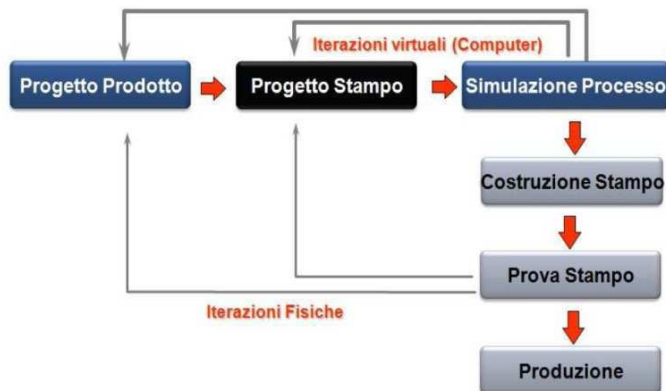 Iterazioni virtuali (Computer)
Progetto Prodotto
Progetto Stampo
Simulazione Processo
Costruzione Stampo
Prova Stampo
Iterazioni Fisiche
Produzione